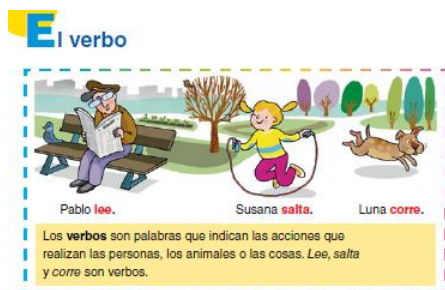 El verbo
Pablo lee.
Susana salta.
Luna corre.
Los verbos son palabras que indican las acciones que
realizan las personas, los animales o las cosas. Lee, salta
y corre son verbos.